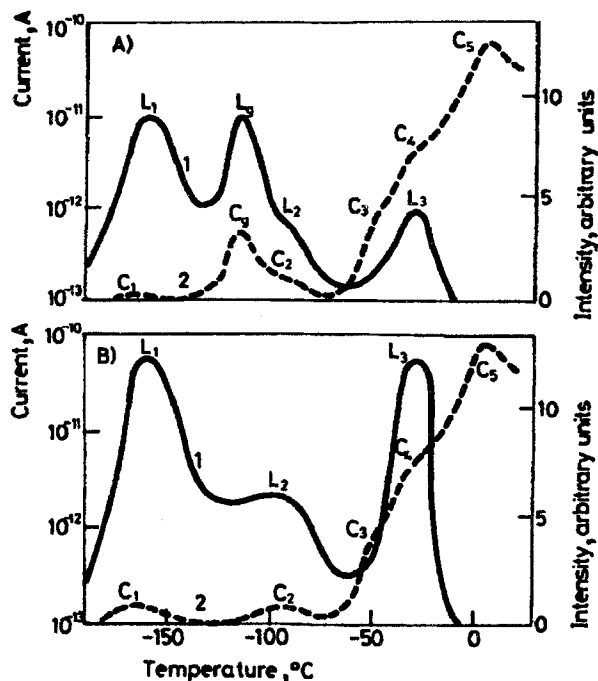 Current, A
10⁻¹⁰
10⁻¹¹
10⁻¹²
10⁻¹³
A)
L₁
L_g
L₂
L₃
1
2
C₁
C_g
C₂
C₃
C₄
C₅
10
5
0
Intensity, arbitrary units
Current, A
10⁻¹⁰
10⁻¹¹
10⁻¹²
10⁻¹³
B)
L₁
L₂
L₃
1
2
C₁
C₂
C₃
C₄
C₅
10
5
0
Intensity, arbitrary units
-150 -100 -50 0
Temperature, °C